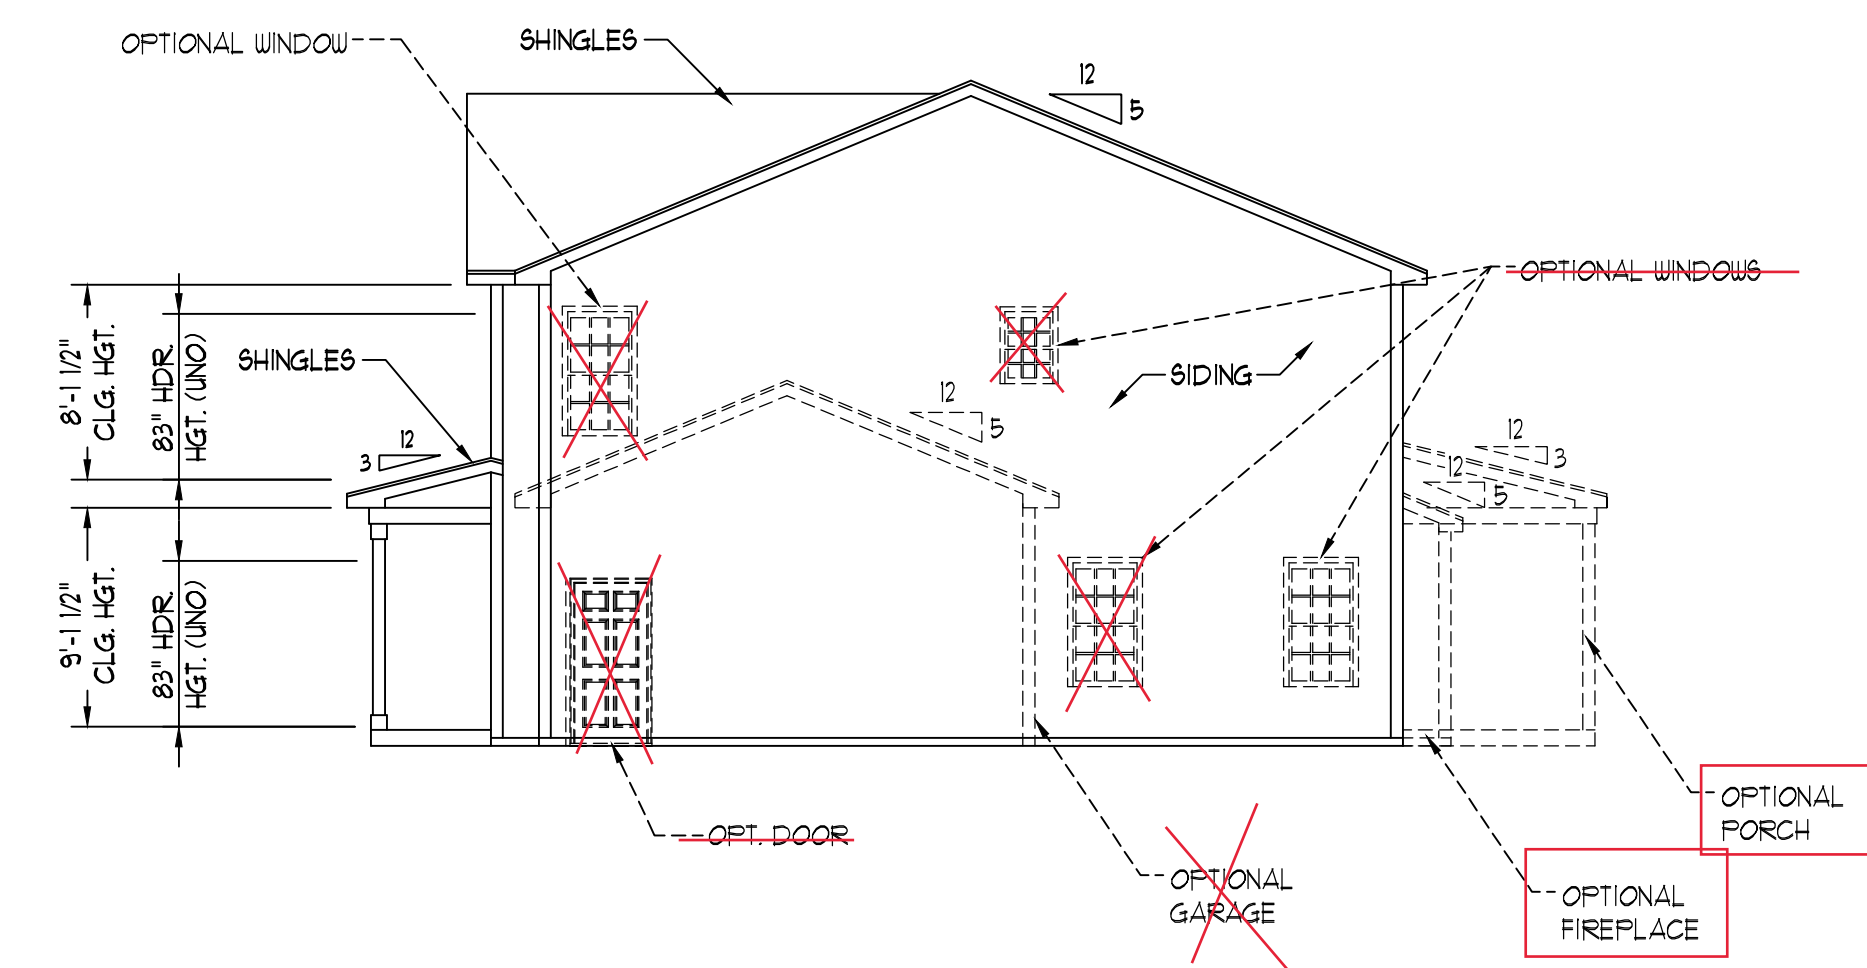 OPTIONAL WINDOW
SHINGLES
12
5
OPTIONAL WINDOWS
8'-1 1/2"
CLG. HGT.
83" HDR.
HGT. (UNO)
SHINGLES
12
3
SIDING
12
5
12
3
12
5
9'-1 1/2"
CLG. HGT.
83" HDR.
HGT. (UNO)
OPT. DOOR
OPTIONAL
GARAGE
OPTIONAL
PORCH
OPTIONAL
FIREPLACE